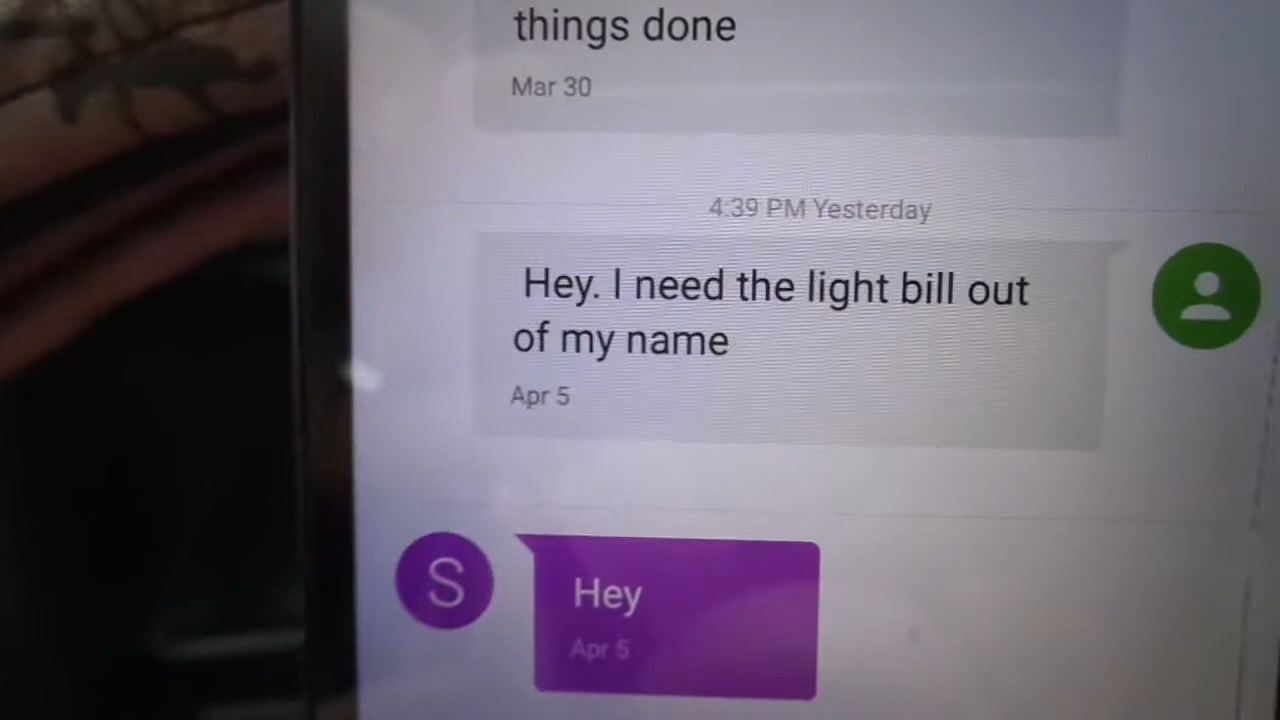 things done
Mar 30
4:39 PM Yesterday
Hey. I need the light bill out
of my name
Apr 5
S
Hey
Apr 5